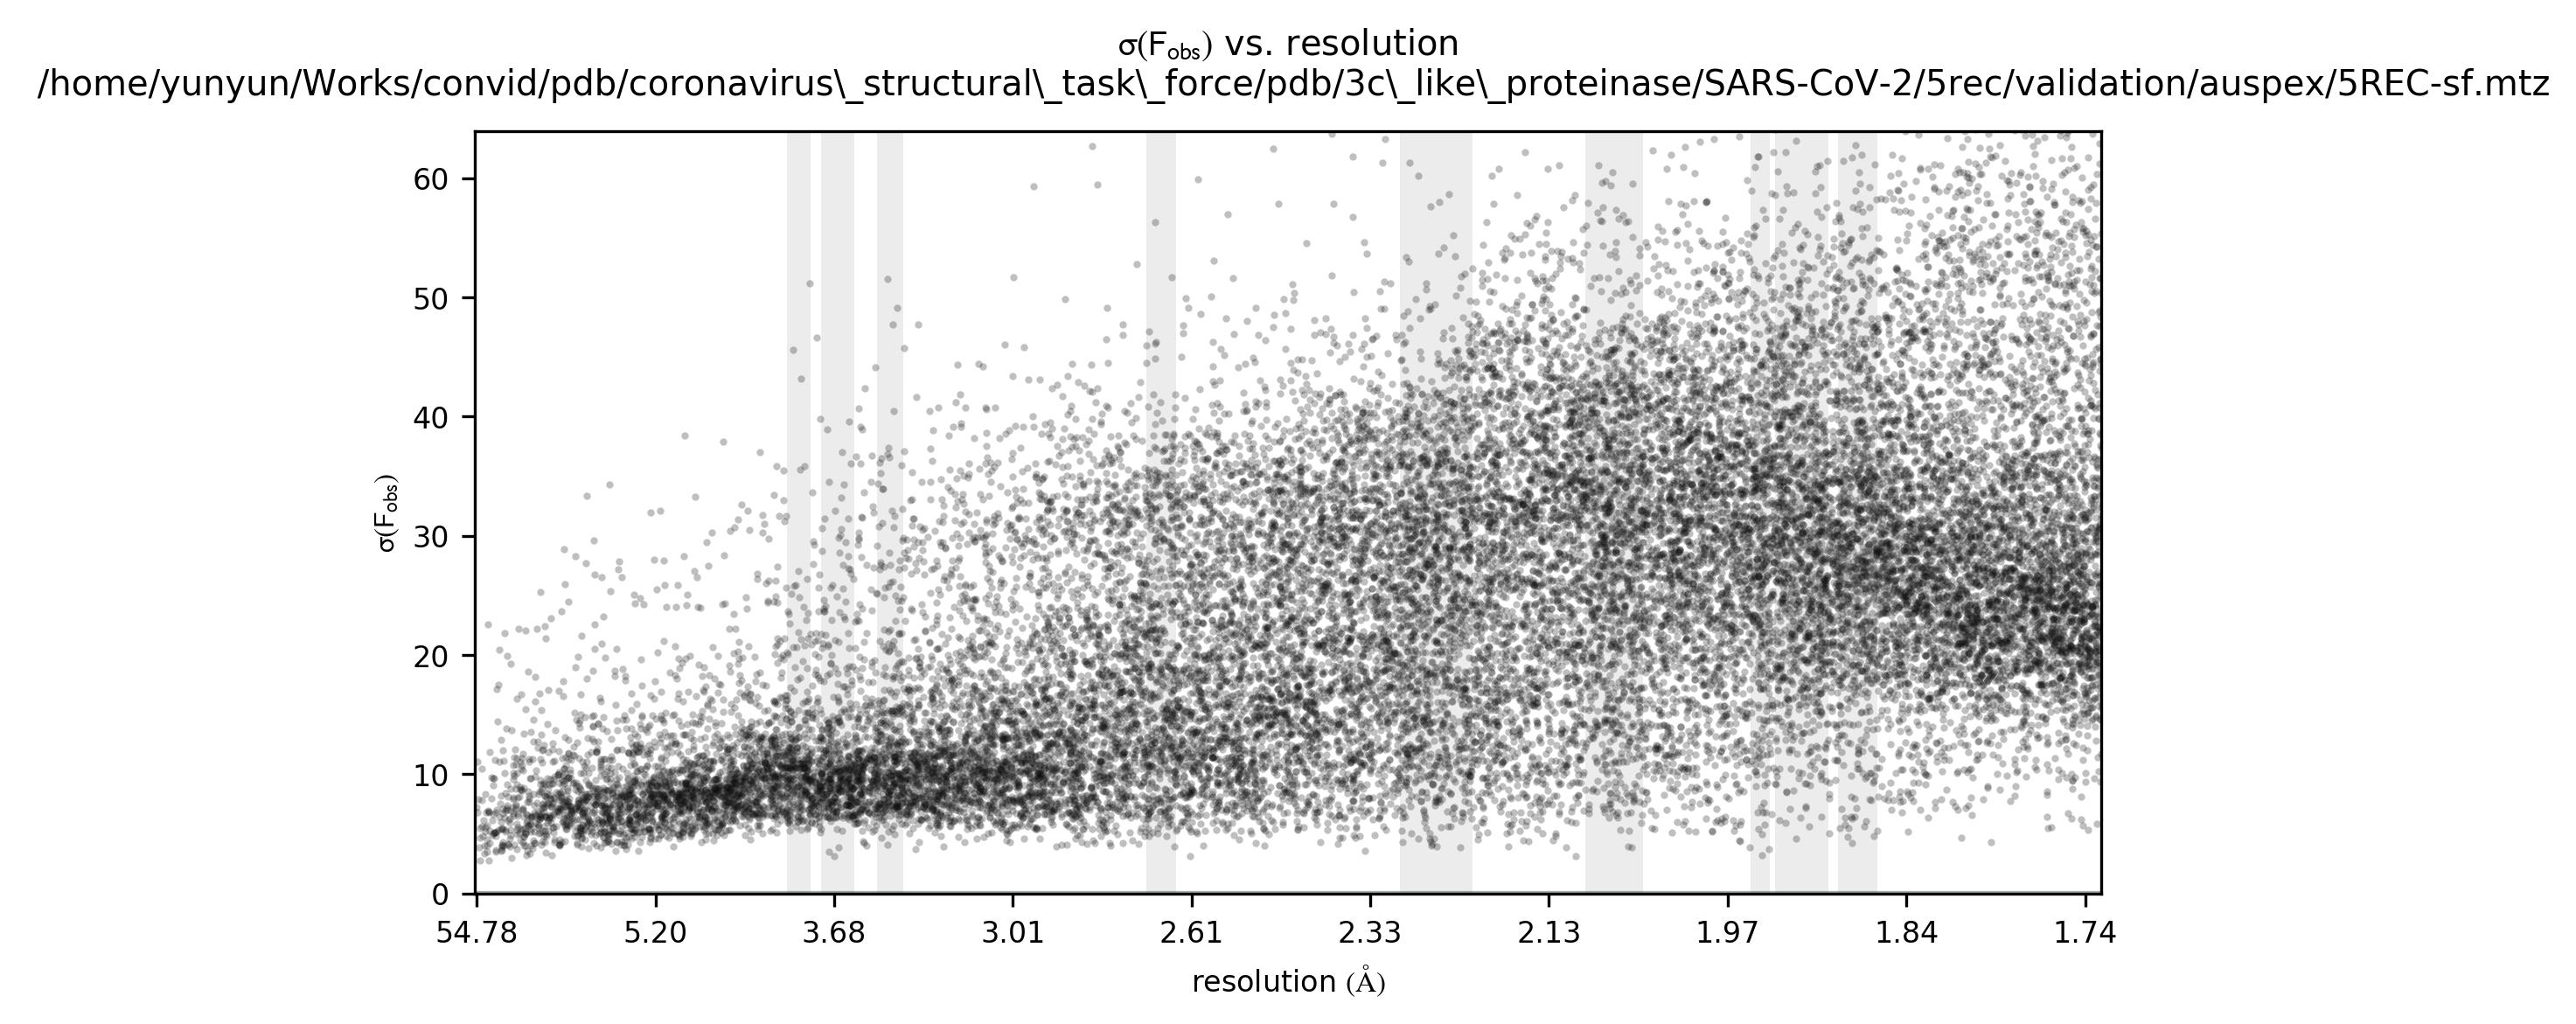 σ(F_obs) vs. resolution
/home/yunyun/Works/convid/pdb/coronavirus\_structural\_task\_force/pdb/3c\_like\_proteinase/SARS-CoV-2/5rec/validation/auspex/5REC-sf.mtz
60
50
40
30
20
10
0
σ(F_obs)
54.78 5.20 3.68 3.01 2.61 2.33 2.13 1.97 1.84 1.74
resolution (Å)